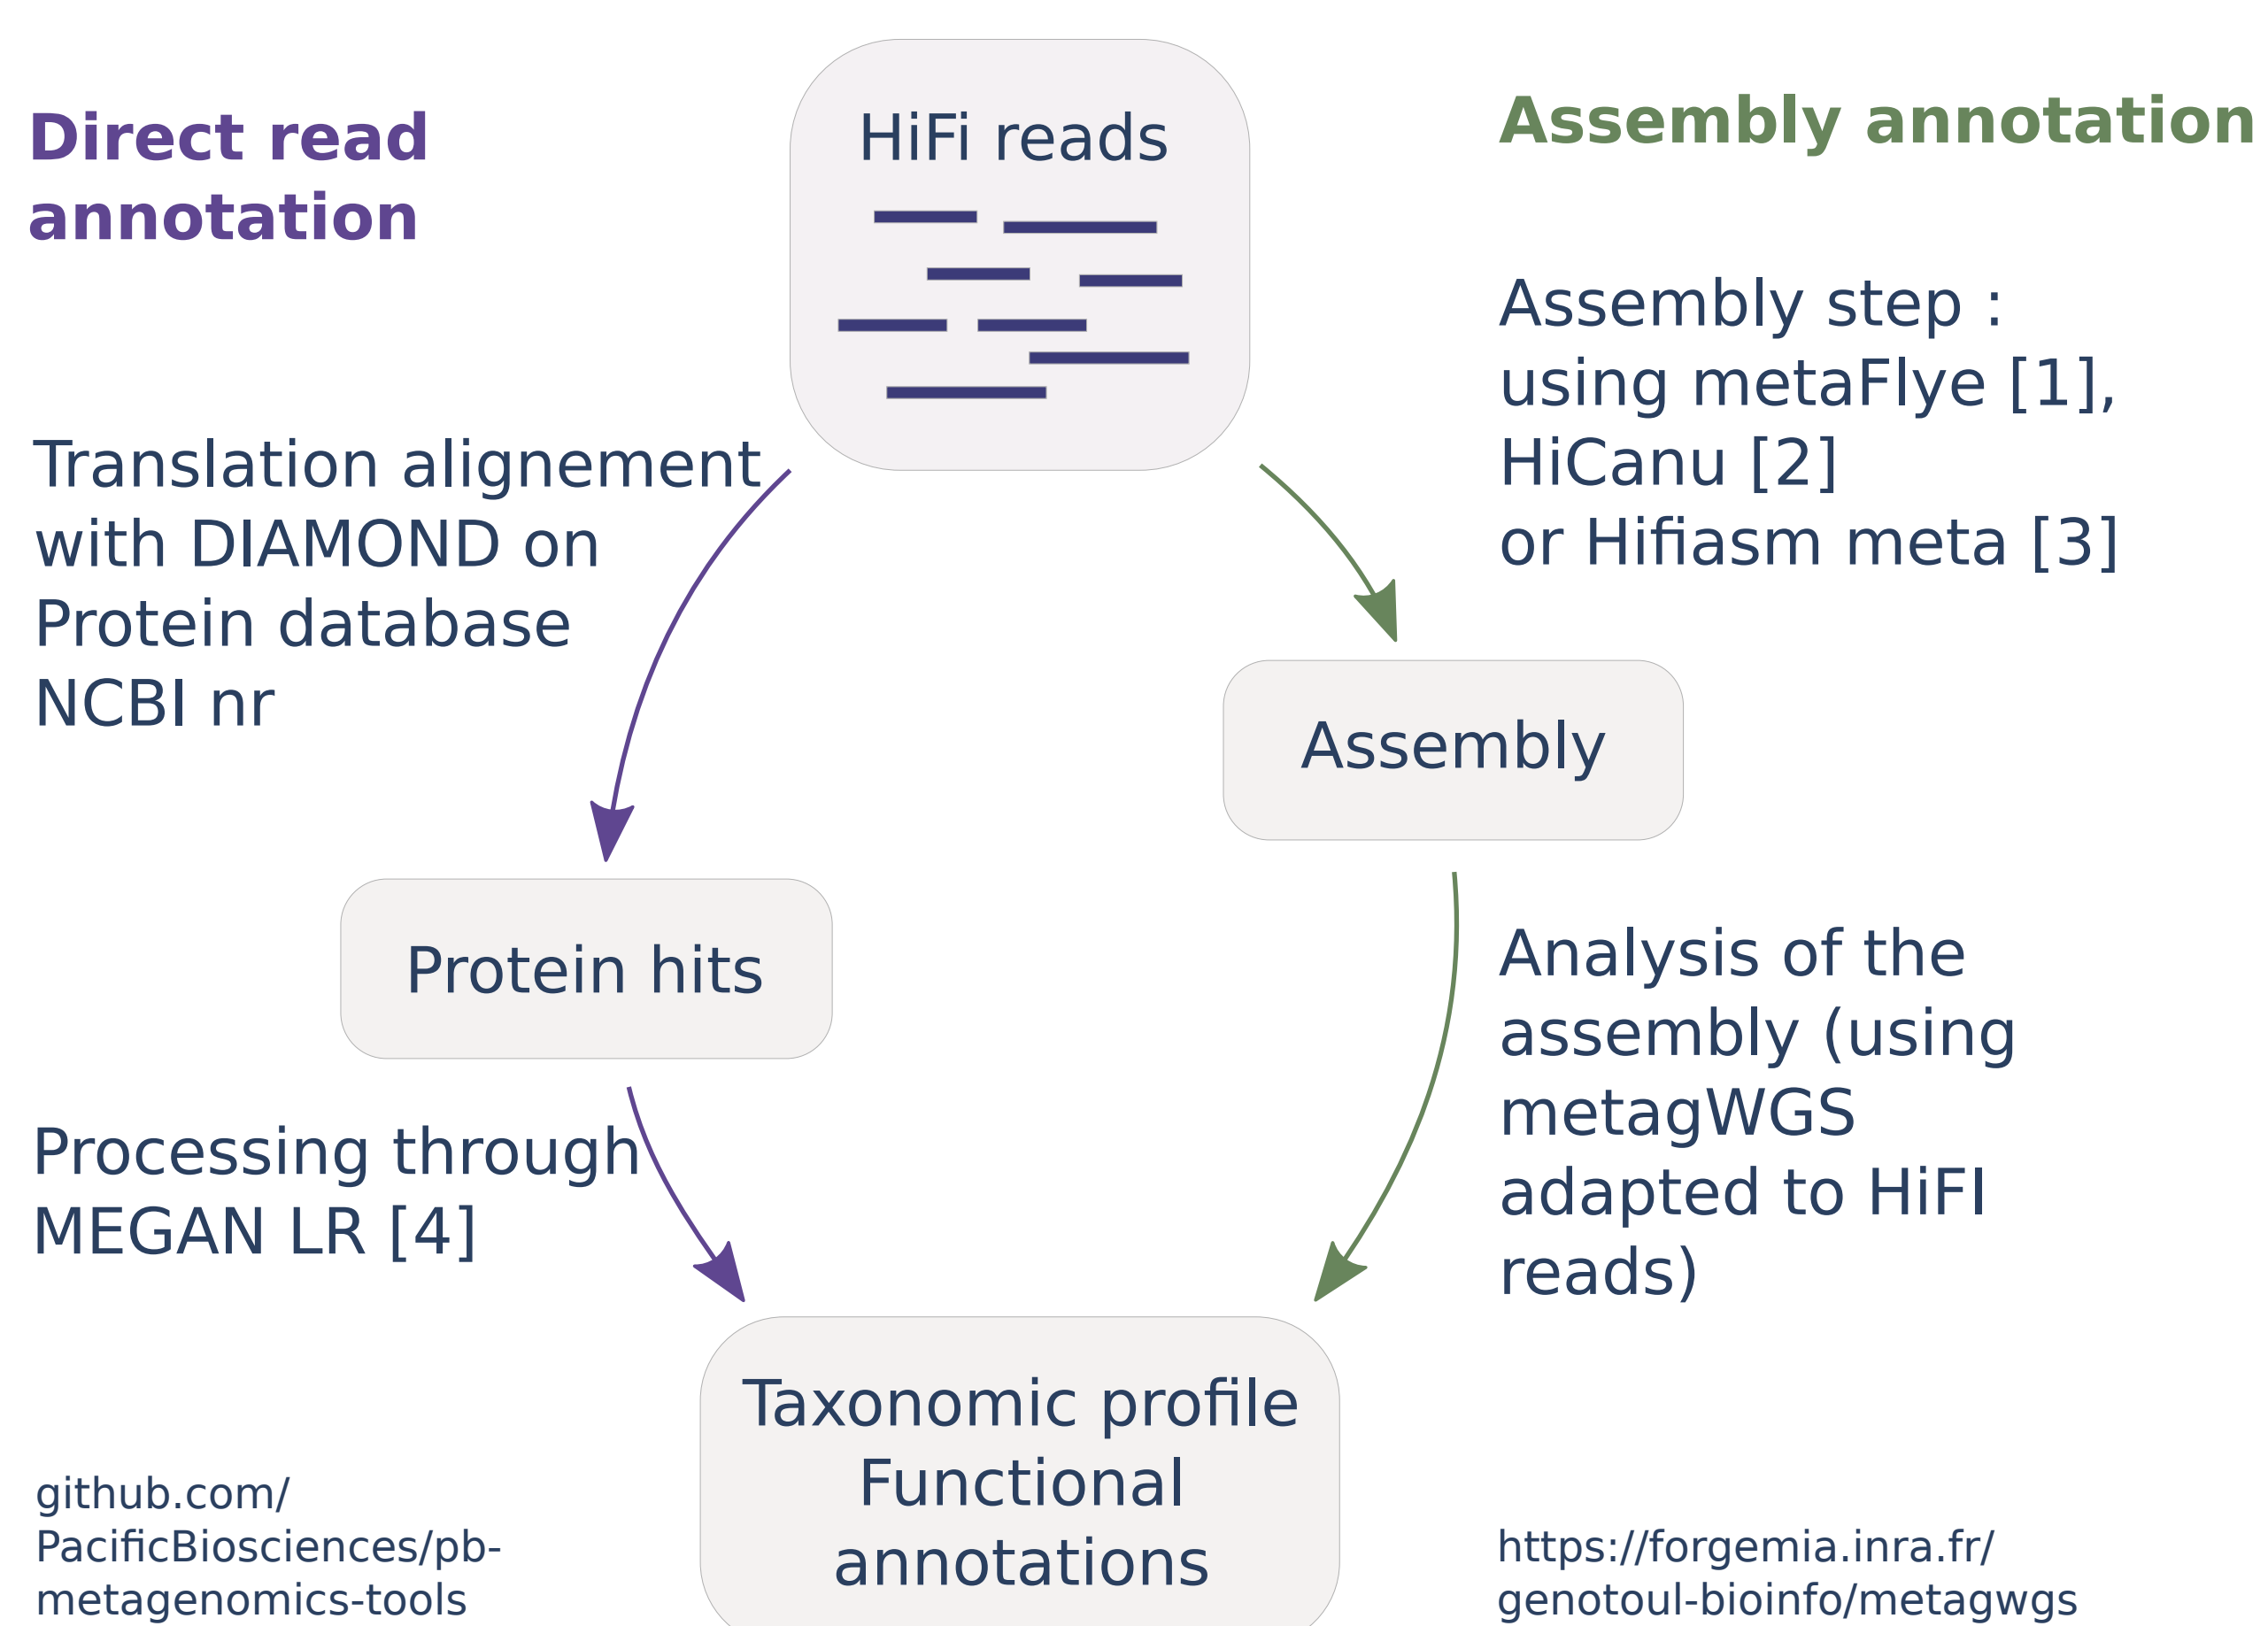 Direct read
annotation
HiFi reads
Assembly annotation
Assembly step :
using metaFlye [1],
HiCanu [2]
or Hifiasm meta [3]
Translation alignement
with DIAMOND on
Protein database
NCBI nr
Assembly
Protein hits
Analysis of the
assembly (using
metagWGS
adapted to HiFI
reads)
Processing through
MEGAN LR [4]
Taxonomic profile
Functional
annotations
github.com/
PacificBiosciences/pb-
metagenomics-tools
https://forgemia.inra.fr/
genotoul-bioinfo/metagwgs